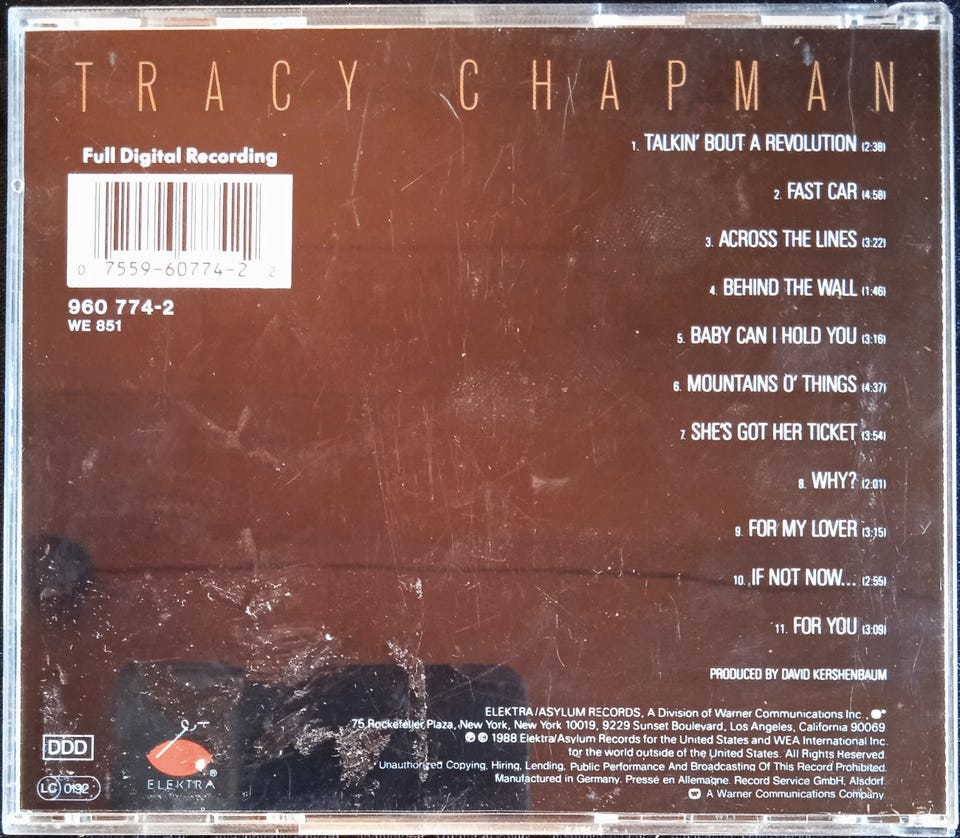 TRACY CHAPMAN
Full Digital Recording
0 7559-60774-2 2
960 774-2
WE 851
1. TALKIN' BOUT A REVOLUTION (2:38)
2. FAST CAR (4:58)
3. ACROSS THE LINES (3:22)
4. BEHIND THE WALL (1:46)
5. BABY CAN I HOLD YOU (3:16)
6. MOUNTAINS O' THINGS (4:37)
7. SHE'S GOT HER TICKET (3:54)
8. WHY? (2:01)
9. FOR MY LOVER (3:15)
10. IF NOT NOW... (2:55)
11. FOR YOU (3:09)
PRODUCED BY DAVID KERSHENBAUM
ELEKTRA/ASYLUM RECORDS, A Division of Warner Communications Inc.,
75 Rockefeller Plaza, New York, New York 10019, 9229 Sunset Boulevard, Los Angeles, California 90069
℗ © 1988 Elektra/Asylum Records for the United States and WEA International Inc.
for the world outside of the United States. All Rights Reserved.
Unauthorized Copying, Hiring, Lending, Public Performance And Broadcasting Of This Record Prohibited.
Manufactured in Germany. Pressé en Allemagne. Record Service GmbH, Alsdorf.
A Warner Communications Company.
DDD
LC 0192
ELEKTRA®